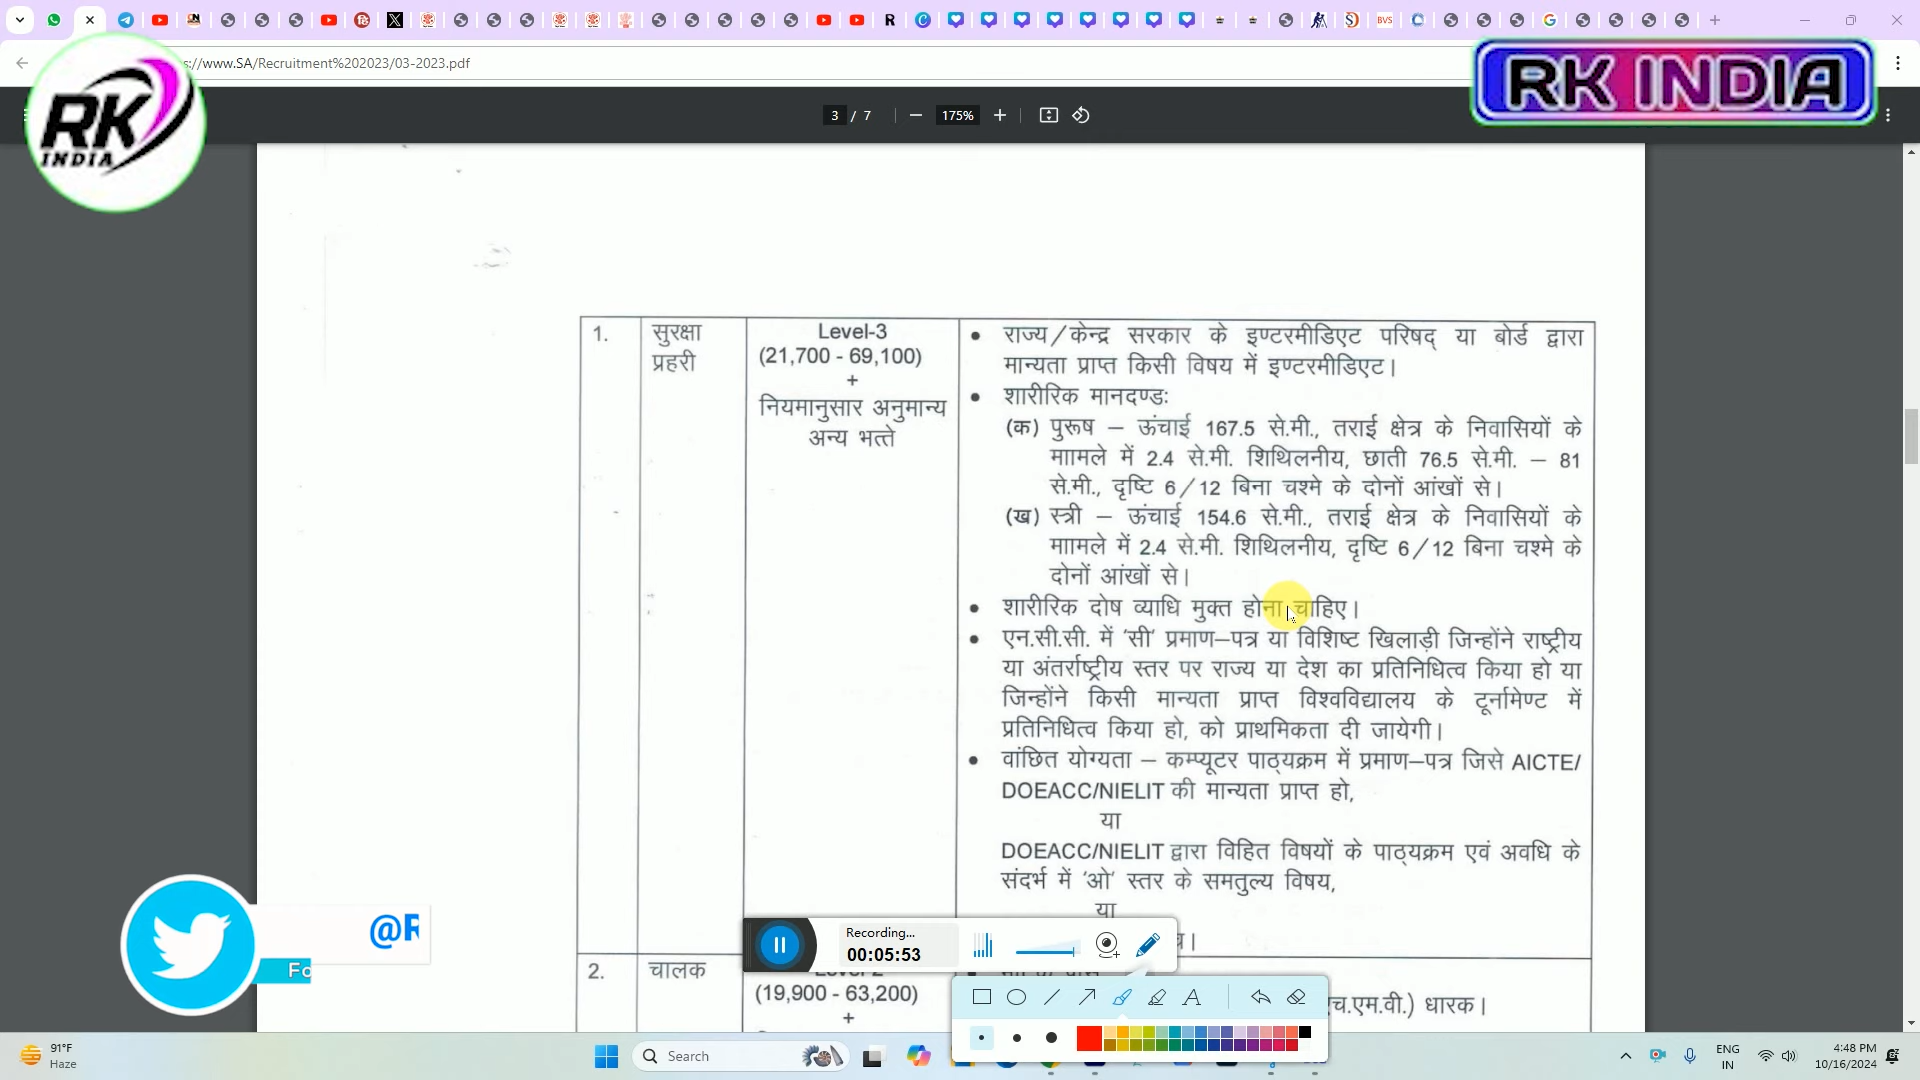 BVS
://www.SA/Recruitment%202023/03-2023.pdf
RK
INDIA
RK INDIA
3 / 7
175%
1.
सुरक्षा
प्रहरी
Level-3
(21,700 - 69,100)
+
नियमानुसार अनुमान्य
अन्य भत्ते
राज्य/केन्द्र सरकार के इण्टरमीडिएट परिषद् या बोर्ड द्वारा
मान्यता प्राप्त किसी विषय में इण्टरमीडिएट।
शारीरिक मानदण्डः
(क) पुरूष – ऊंचाई 167.5 से.मी., तराई क्षेत्र के निवासियों के
माामले में 2.4 से.मी. शिथिलनीय, छाती 76.5 से.मी. – 81
से.मी., दृष्टि 6/12 बिना चश्मे के दोनों आंखों से।
(ख) स्त्री – ऊंचाई 154.6 से.मी., तराई क्षेत्र के निवासियों के
माामले में 2.4 से.मी. शिथिलनीय, दृष्टि 6/12 बिना चश्मे के
दोनों आंखों से।
शारीरिक दोष व्याधि मुक्त होना चाहिए।
एन.सी.सी. में ‘सी’ प्रमाण–पत्र या विशिष्ट खिलाड़ी जिन्होंने राष्ट्रीय
या अंतर्राष्ट्रीय स्तर पर राज्य या देश का प्रतिनिधित्व किया हो या
जिन्होंने किसी मान्यता प्राप्त विश्वविद्यालय के टूर्नामेण्ट में
प्रतिनिधित्व किया हो, को प्राथमिकता दी जायेगी।
वांछित योग्यता – कम्प्यूटर पाठ्यक्रम में प्रमाण–पत्र जिसे AICTE/
DOEACC/NIELIT की मान्यता प्राप्त हो,
या
DOEACC/NIELIT द्वारा विहित विषयों के पाठ्यक्रम एवं अवधि के
संदर्भ में ‘ओ’ स्तर के समतुल्य विषय,
या
2.
चालक
(19,900 - 63,200)
+
च.एम.वी.) धारक।
@R
Fo
Recording...
00:05:53
A
91°F
Haze
Search
ENG
IN
4:48 PM
10/16/2024